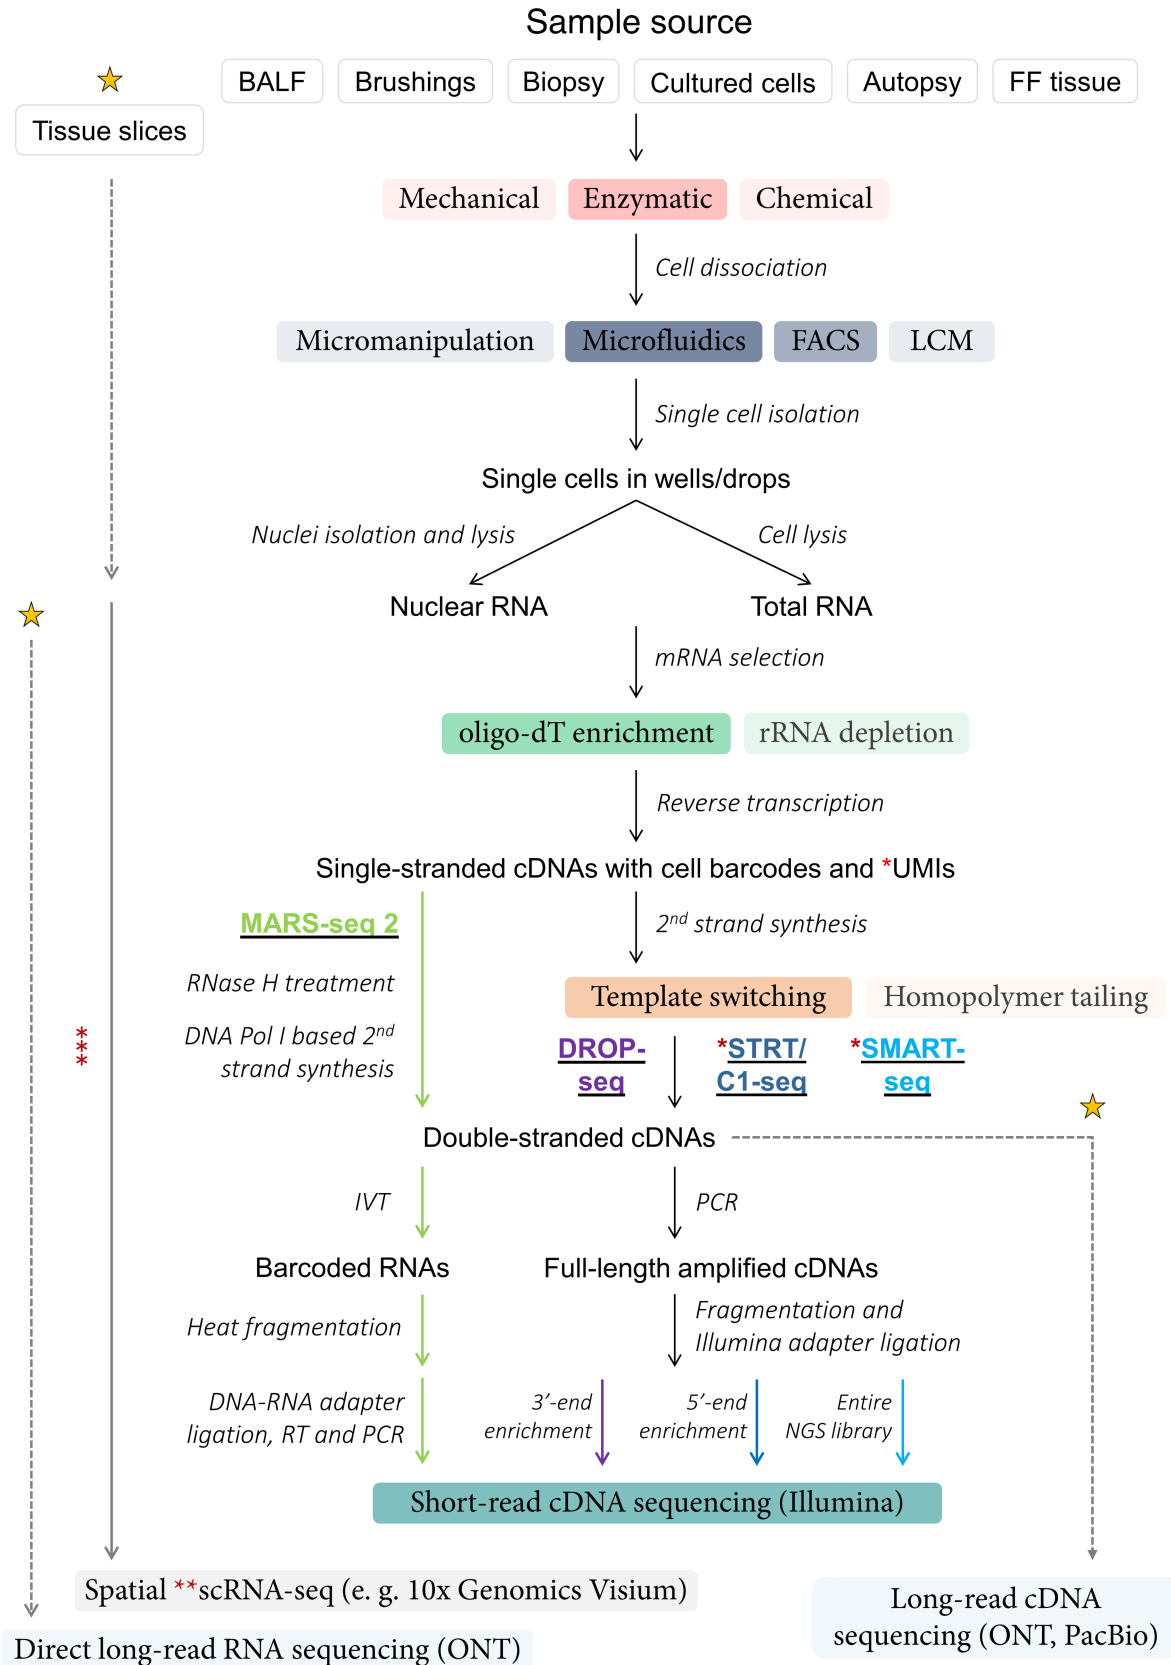 Sample source
BALF
Brushings
Biopsy
Cultured cells
Autopsy
FF tissue
Tissue slices
Mechanical
Enzymatic
Chemical
Cell dissociation
Micromanipulation
Microfluidics
FACS
LCM
Single cell isolation
Single cells in wells/drops
Nuclei isolation and lysis
Cell lysis
Nuclear RNA
Total RNA
mRNA selection
oligo-dT enrichment
rRNA depletion
Reverse transcription
Single-stranded cDNAs with cell barcodes and *UMIs
MARS-seq 2
2nd strand synthesis
RNase H treatment
Template switching
Homopolymer tailing
DNA Pol I based 2nd
strand synthesis
***
DROP-
seq
*STRT/
C1-seq
*SMART-
seq
Double-stranded cDNAs
IVT
PCR
Barcoded RNAs
Full-length amplified cDNAs
Heat fragmentation
Fragmentation and
Illumina adapter ligation
DNA-RNA adapter
ligation, RT and PCR
3’-end
enrichment
5’-end
enrichment
Entire
NGS library
Short-read cDNA sequencing (Illumina)
Spatial **scRNA-seq (e. g. 10x Genomics Visium)
Long-read cDNA
sequencing (ONT, PacBio)
Direct long-read RNA sequencing (ONT)